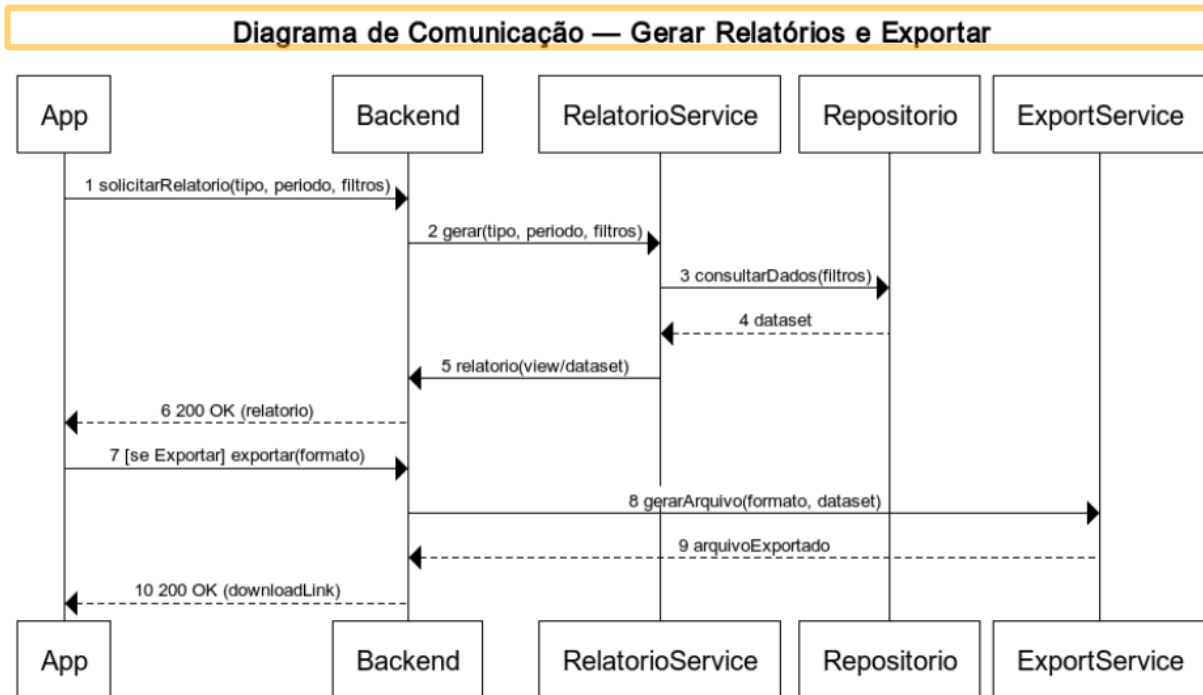 Diagrama de Comunicação — Gerar Relatórios e Exportar
App Backend RelatorioService Repositorio ExportService
1 solicitarRelatorio(tipo, periodo, filtros)
2 gerar(tipo, periodo, filtros)
3 consultarDados(filtros)
4 dataset
5 relatorio(view/dataset)
6 200 OK (relatorio)
7 [se Exportar] exportar(formato)
8 gerarArquivo(formato, dataset)
9 arquivoExportado
10 200 OK (downloadLink)
App Backend RelatorioService Repositorio ExportService